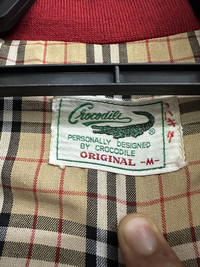 Crocodile
®
PERSONALLY DESIGNED
BY CROCODILE
ORIGINAL -M-